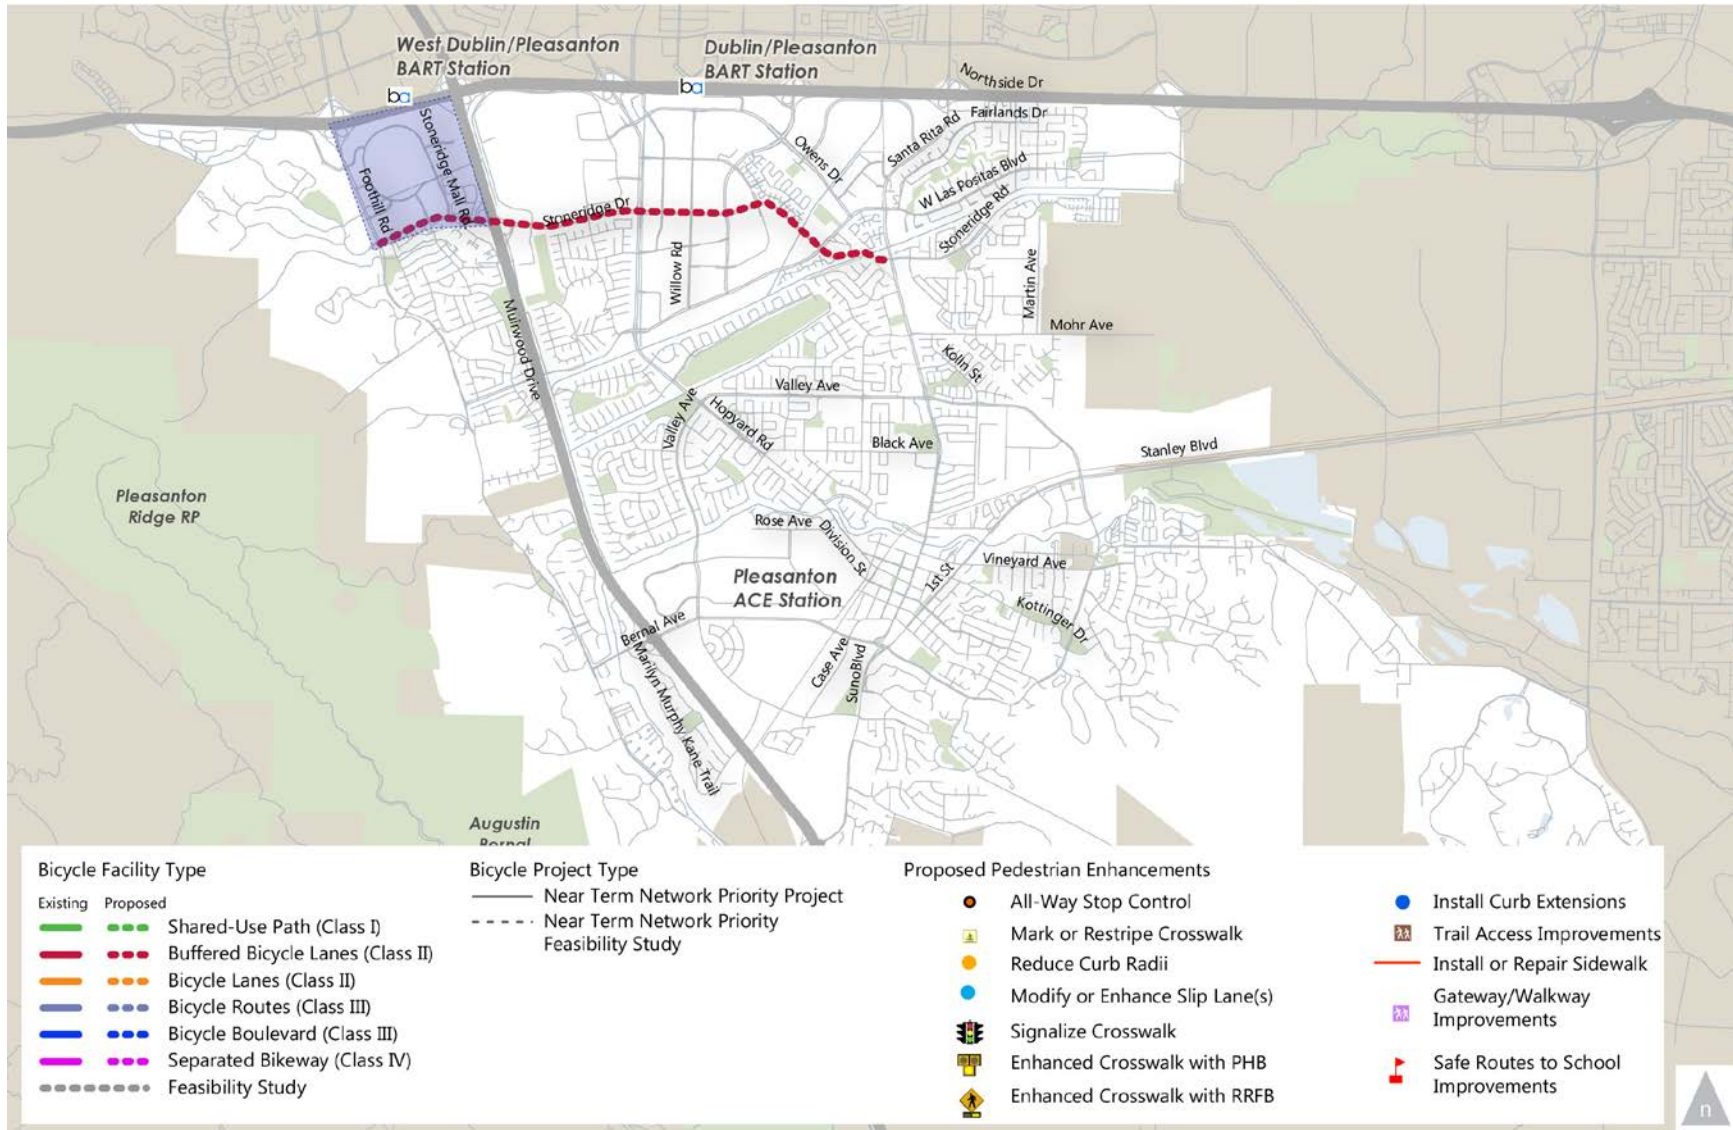 West Dublin/Pleasanton
BART Station
Dublin/Pleasanton
BART Station
ba
ba
Northside Dr
Fairlands Dr
Santa Rita Rd
Owens Dr
W Las Positas Blvd
Stoneridge Rd
Stoneridge Mall Rd
Foothill Rd
Stoneridge Dr
Willow Rd
Martin Ave
Mohr Ave
Muirwood Drive
Kolln St
Valley Ave
Valley Ave
Hopyard Rd
Black Ave
Stanley Blvd
Pleasanton
Ridge RP
Rose Ave
Division St
1st St
Vineyard Ave
Pleasanton
ACE Station
Kottinger Dr
Bernal Ave
Case Ave
SunolBlvd
Marilyn Murphy Kane Trail
Augustin
Bernal
Bicycle Facility Type
Existing Proposed
Shared-Use Path (Class I)
Buffered Bicycle Lanes (Class II)
Bicycle Lanes (Class II)
Bicycle Routes (Class III)
Bicycle Boulevard (Class III)
Separated Bikeway (Class IV)
Feasibility Study
Bicycle Project Type
Near Term Network Priority Project
Near Term Network Priority
Feasibility Study
Proposed Pedestrian Enhancements
All-Way Stop Control
Mark or Restripe Crosswalk
Reduce Curb Radii
Modify or Enhance Slip Lane(s)
Signalize Crosswalk
Enhanced Crosswalk with PHB
Enhanced Crosswalk with RRFB
Install Curb Extensions
Trail Access Improvements
Install or Repair Sidewalk
Gateway/Walkway
Improvements
Safe Routes to School
Improvements
n